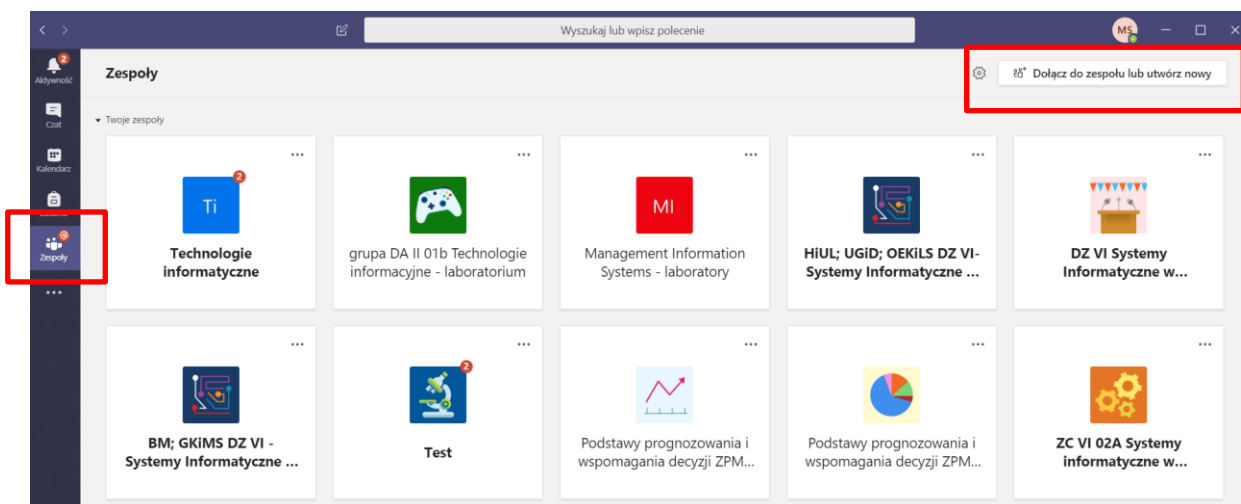 Wyszukaj lub wpisz polecenie
MS
2
Aktywność
Zespoły
Dołącz do zespołu lub utwórz nowy
Czat
Twoje zespoły
Kalendarz
Zespoły
Ti
2
Technologie
informatyczne
grupa DA II 01b Technologie
informacyjne - laboratorium
MI
Management Information
Systems - laboratory
HiUL; UGiD; OEKiLS DZ VI-
Systemy Informatyczne ...
DZ VI Systemy
Informatyczne w...
BM; GKiMS DZ VI -
Systemy Informatyczne ...
2
Test
Podstawy prognozowania i
wspomagania decyzji ZPM...
Podstawy prognozowania i
wspomagania decyzji ZPM...
ZC VI 02A Systemy
informatyczne w...